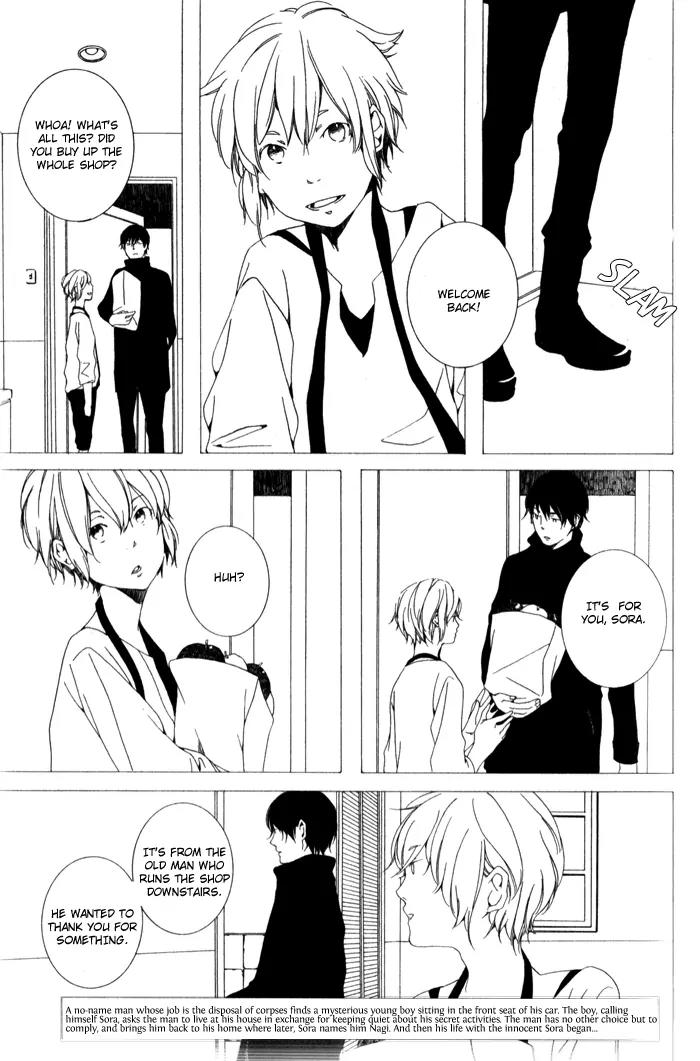 SLAM
WELCOME
BACK!
WHOA! WHAT'S
ALL THIS? DID
YOU BUY UP THE
WHOLE SHOP?
IT'S FOR
YOU, SORA.
HUH?
IT'S FROM THE
OLD MAN WHO
RUNS THE SHOP
DOWNSTAIRS.
HE WANTED TO
THANK YOU FOR
SOMETHING.
A no-name man whose job is the disposal of corpses finds a mysterious young boy sitting in the front seat of his car. The boy, calling
himself Sora, asks the man to live at his house in exchange for keeping quiet about his secret activities. The man has no other choice but to
comply, and brings him back to his home where later, Sora names him Nagi. And then his life with the innocent Sora began...